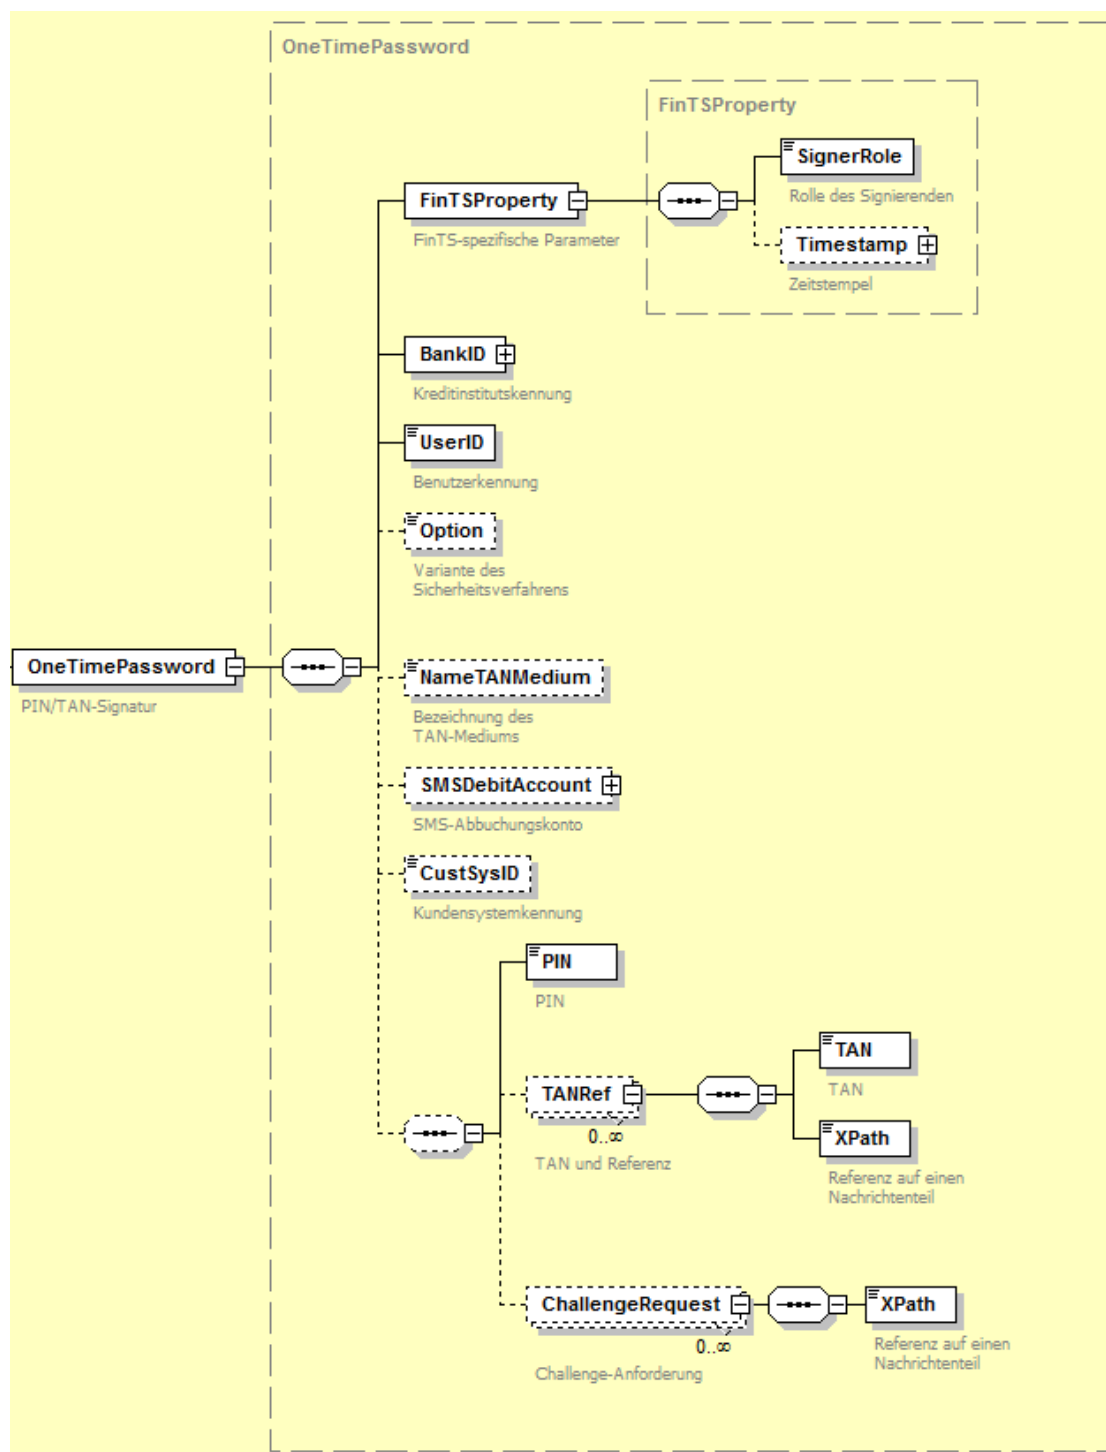 OneTimePassword
FinTSProperty
SignerRole
Rolle des Signierenden
FinTSProperty
FinTS-spezifische Parameter
Timestamp
Zeitstempel
BankID
Kreditinstitutskennung
UserID
Benutzerkennung
Option
Variante des
Sicherheitsverfahrens
OneTimePassword
PIN/TAN-Signatur
NameTANMedium
Bezeichnung des
TAN-Mediums
SMSDebitAccount
SMS-Abbuchungskonto
CustSysID
Kundensystemkennung
PIN
PIN
TANRef
0..∞
TAN und Referenz
TAN
TAN
XPath
Referenz auf einen
Nachrichtenteil
ChallengeRequest
0..∞
Challenge-Anforderung
XPath
Referenz auf einen
Nachrichtenteil